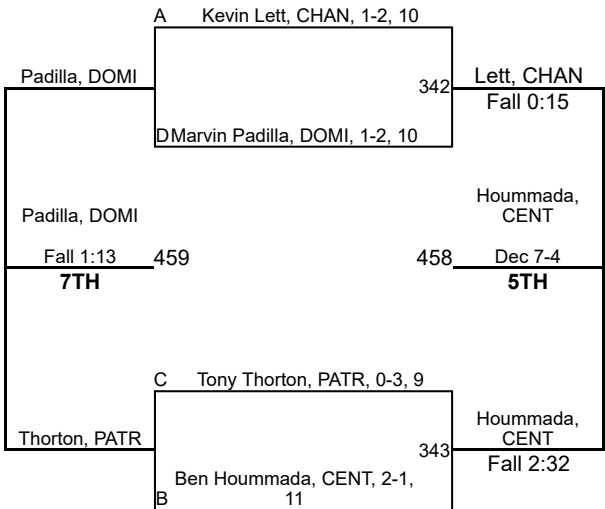 A Kevin Lett, CHAN, 1-2, 10
Padilla, DOMI
342
Lett, CHAN
Fall 0:15
D Marvin Padilla, DOMI, 1-2, 10
Padilla, DOMI
Fall 1:13
459
7TH
Hoummada,
CENT
458
Dec 7-4
5TH
C Tony Thorton, PATR, 0-3, 9
Thorton, PATR
343
Hoummada,
CENT
Fall 2:32
Ben Hoummada, CENT, 2-1,
B 11